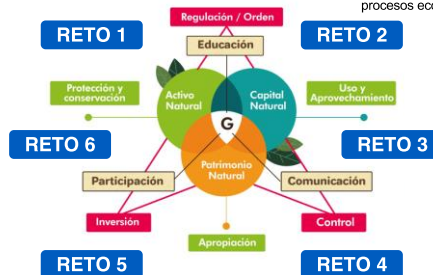 procesos eco
Regulación / Orden
RETO 1
RETO 2
Educación
Protección y
conservación
Activo
Natural
Capital
Natural
Uso y
Aprovechamiento
G
RETO 6
RETO 3
Patrimonio
Natural
Participación
Comunicación
Inversión
Control
Apropiación
RETO 5
RETO 4